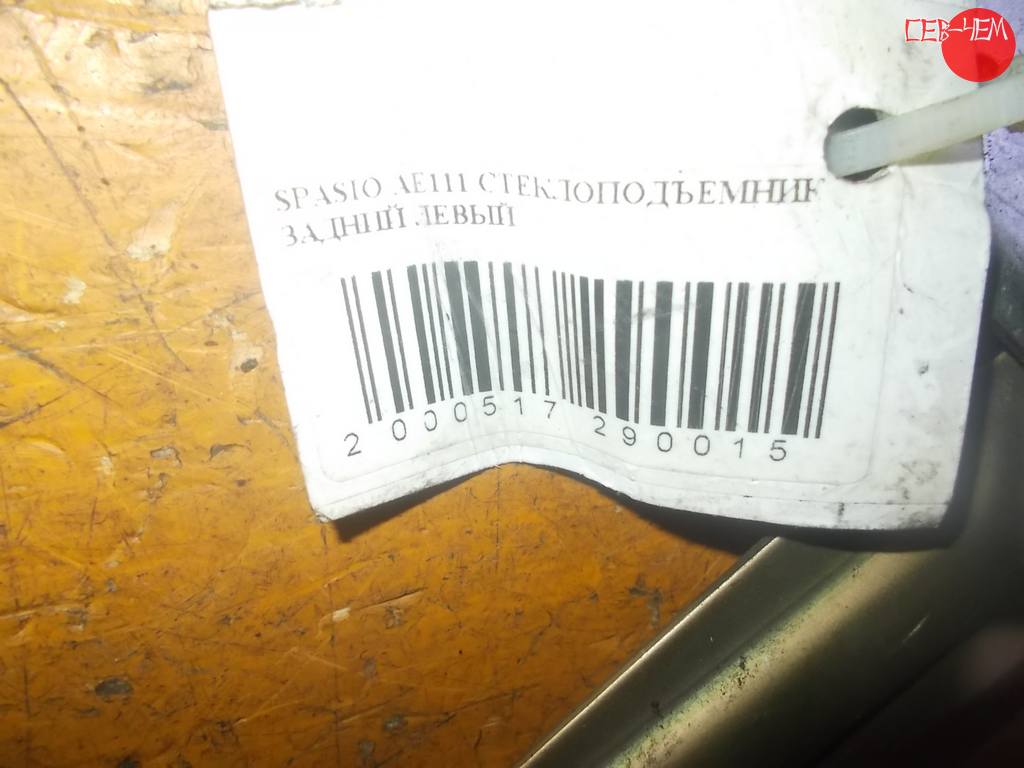 СЕВ-ЧЕМ
SPASIO AE111 СТЕКЛОПОДЪЕМНИК
ЗАДНИЙ ЛЕВЫЙ
2 000517 290015